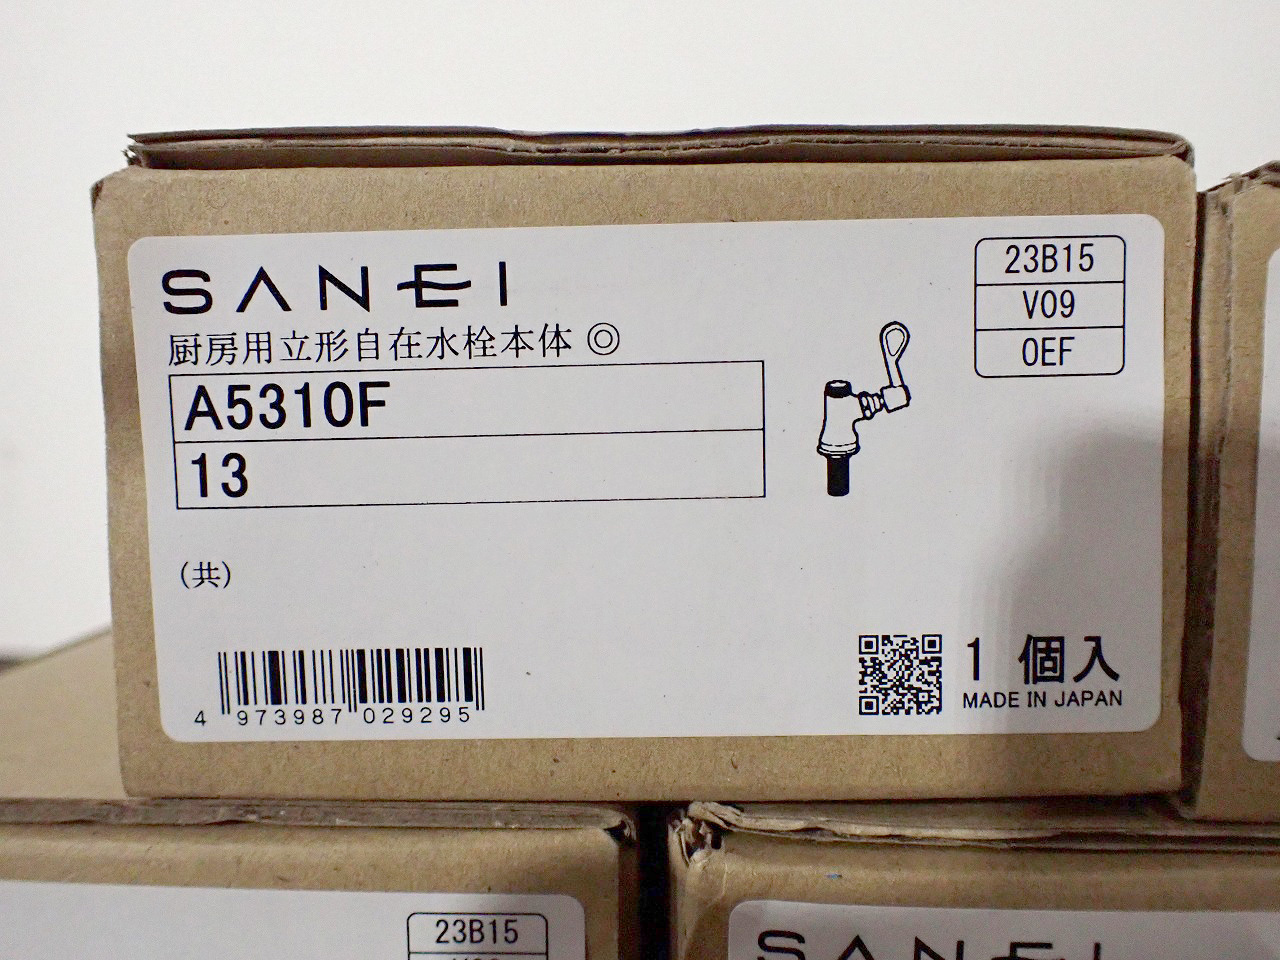 SANEI
厨房用立形自在水栓本体 ◎
A5310F
13
(共)
4 973987 029295
23B15
V09
0EF
1 個入
MADE IN JAPAN
23B15
SANEI